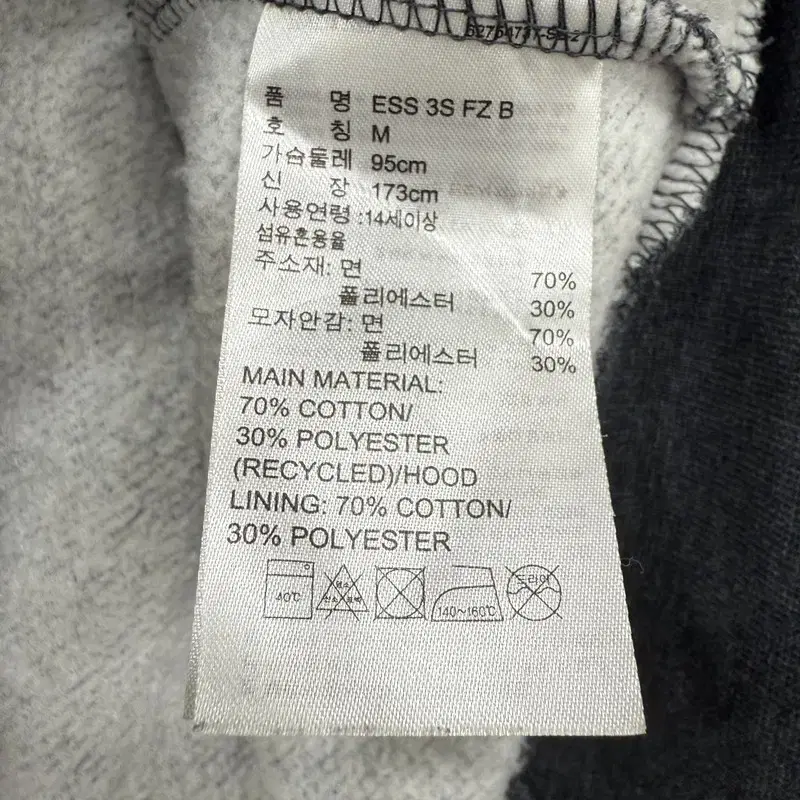 품 명 ESS 3S FZ B
호 칭 M
가슴둘레 95cm
신 장 173cm
사용연령 :14세이상
섬유혼용율
주소재: 면 70%
폴리에스터 30%
모자안감: 면 70%
폴리에스터 30%
MAIN MATERIAL:
70% COTTON/
30% POLYESTER
(RECYCLED)/HOOD
LINING: 70% COTTON/
30% POLYESTER
40℃
140~160℃
드라이